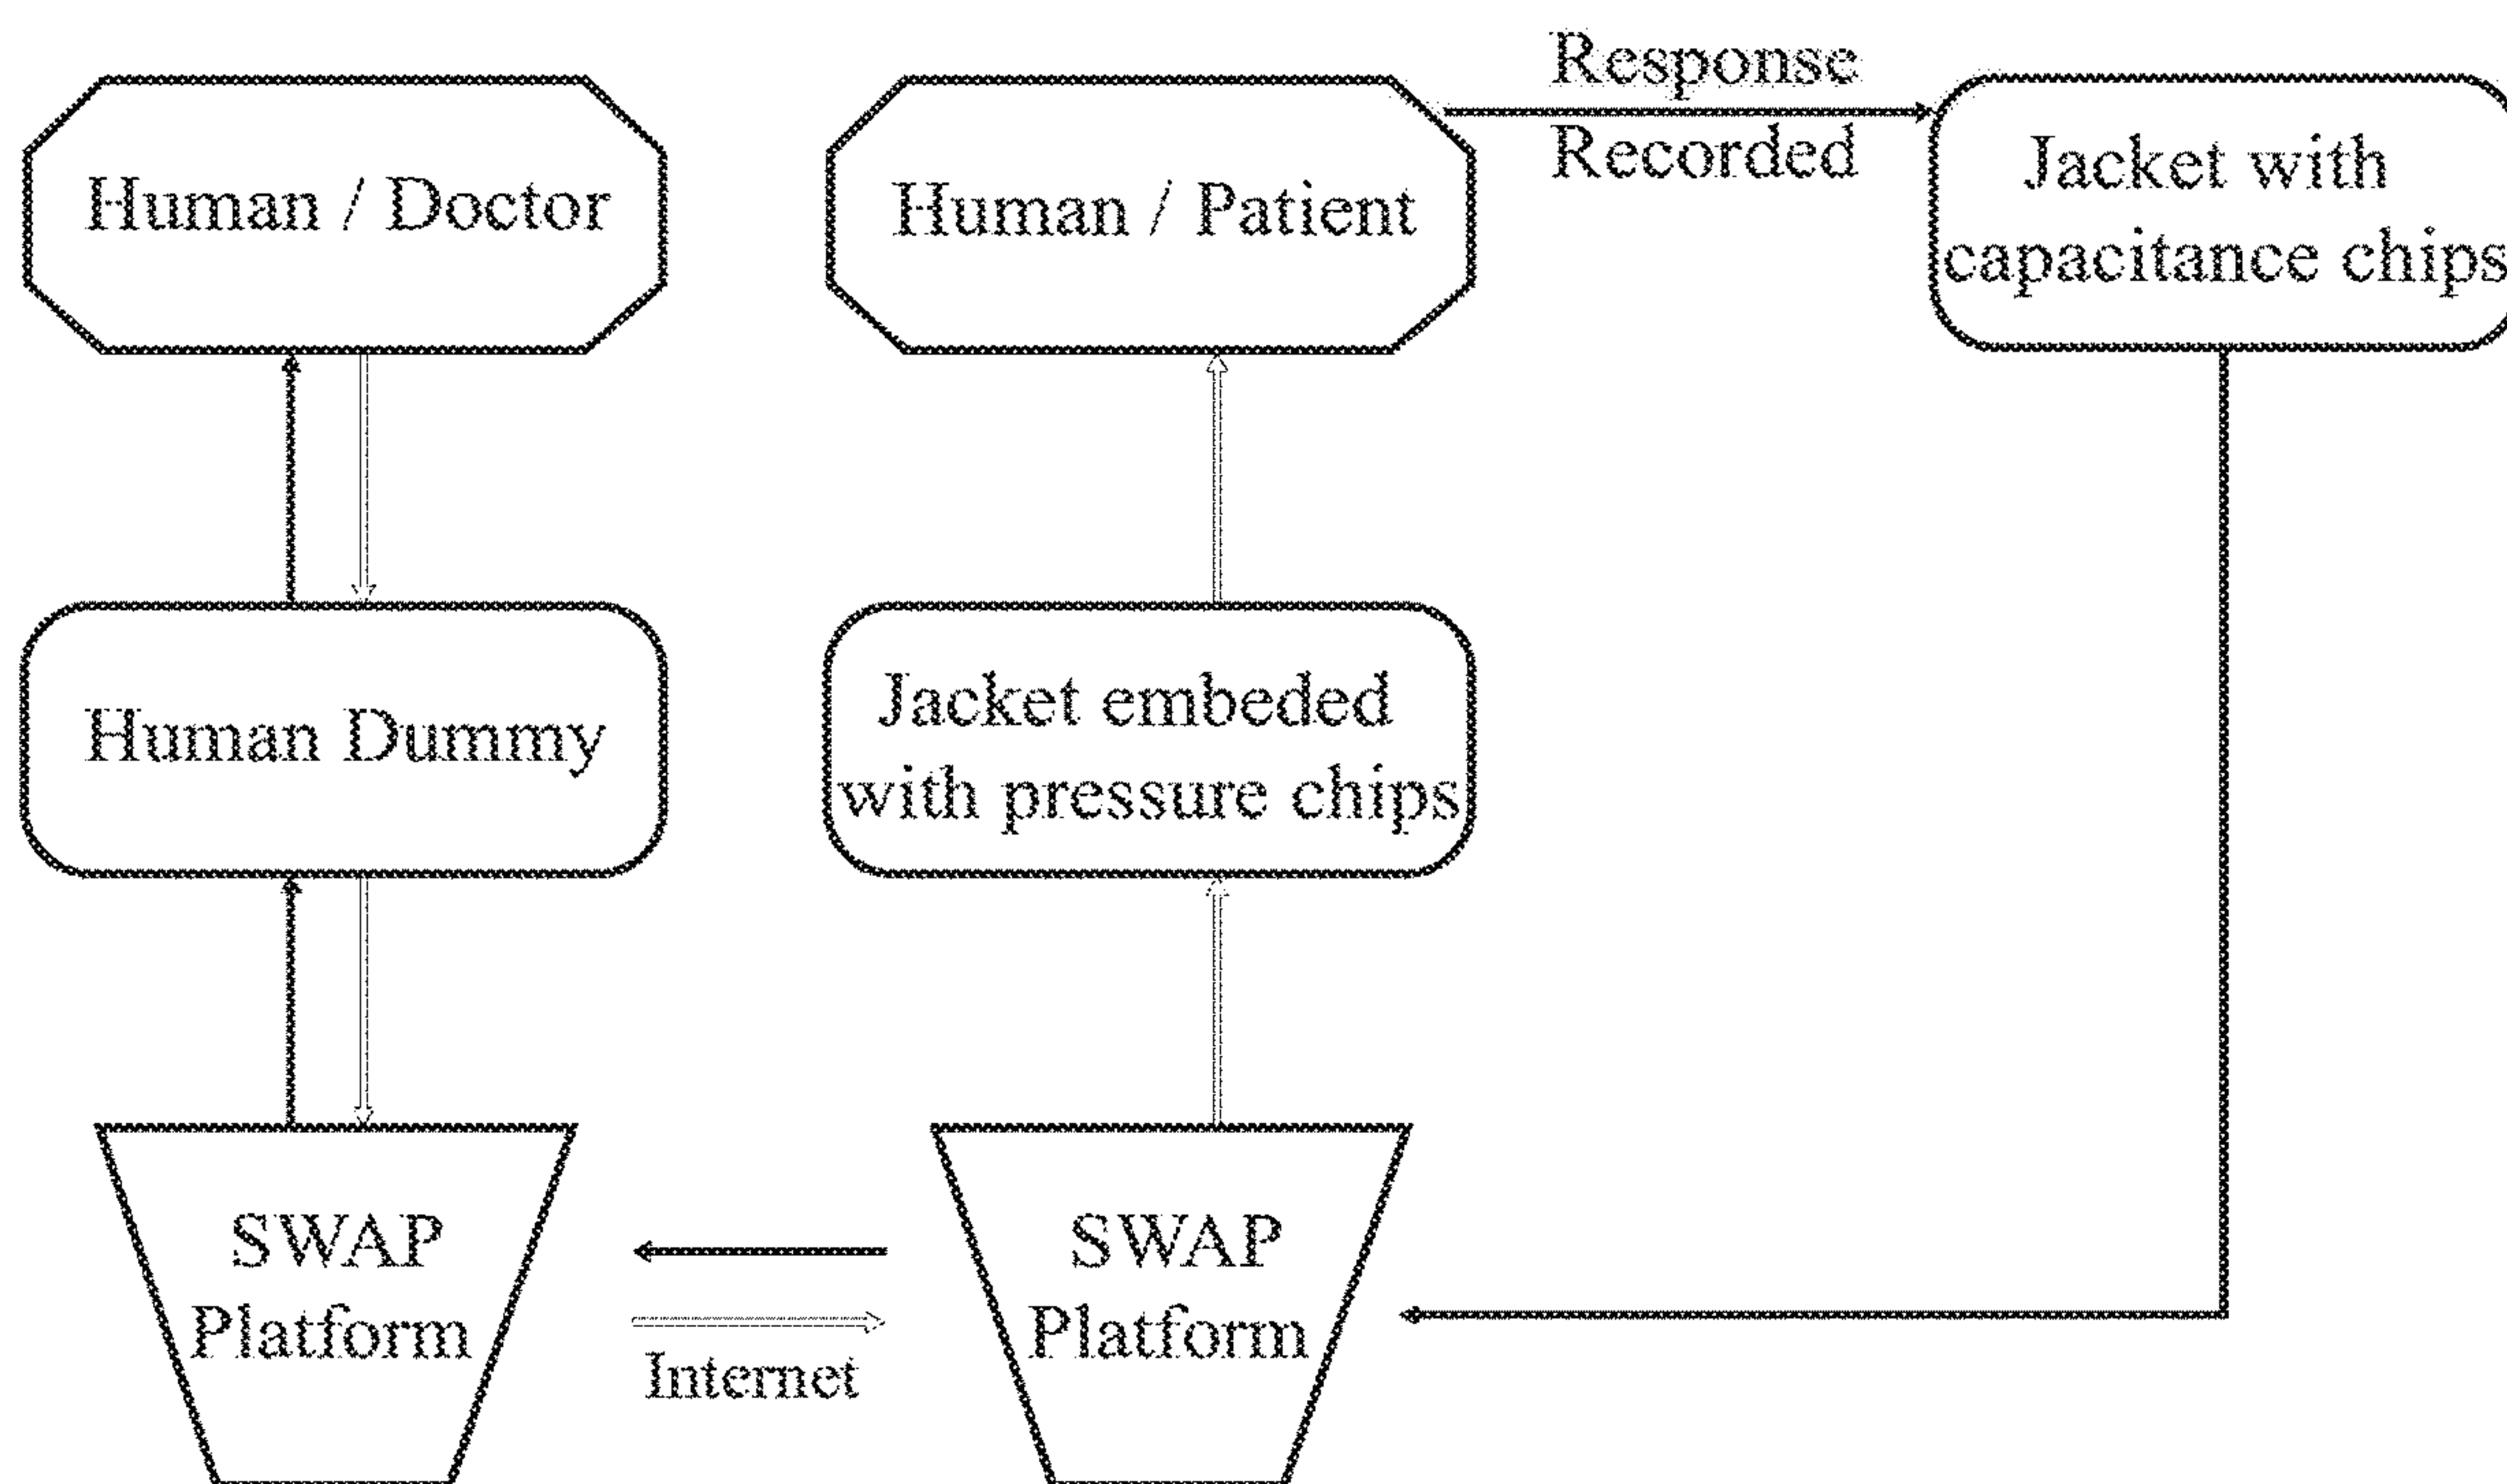 Human / Doctor
Human / Patient
Response
Recorded
Jacket with
capacitance chips
Human Dummy
Jacket embeded
with pressure chips
SWAP
Platform
Internet
SWAP
Platform